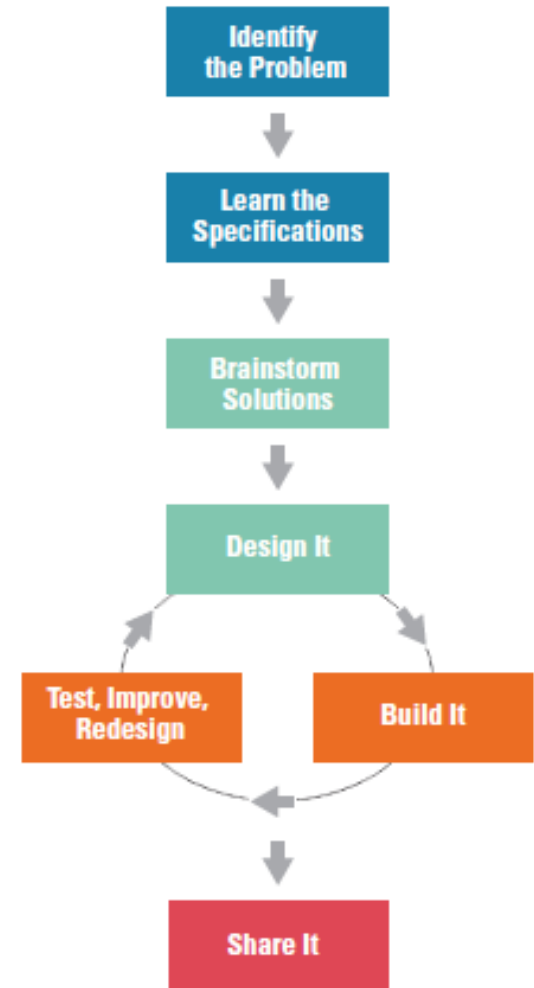 Identify
the Problem
Learn the
Specifications
Brainstorm
Solutions
Design It
Test, Improve,
Redesign
Build It
Share It